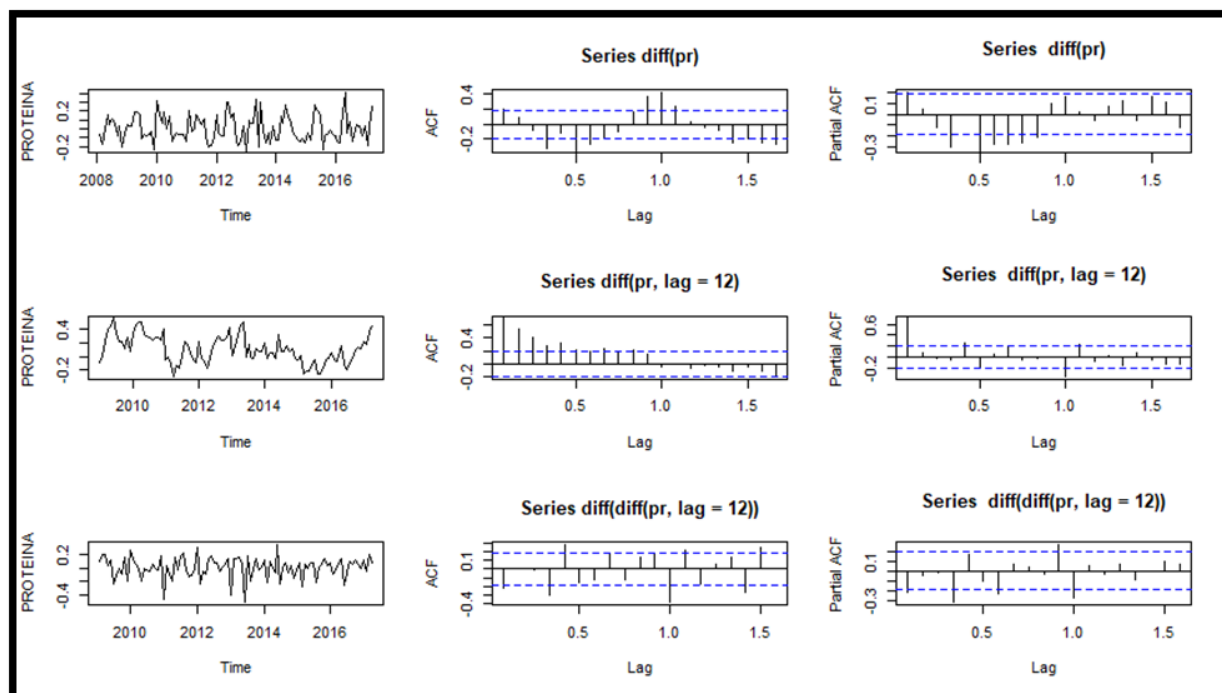 Series diff(pr)
Series diff(pr)
PROTEINA
-0.2 0.2
2008 2010 2012 2014 2016
Time
ACF
-0.2 0.4
0.5 1.0 1.5
Lag
Partial ACF
-0.3 0.1
0.5 1.0 1.5
Lag
Series diff(pr, lag = 12)
Series diff(pr, lag = 12)
PROTEINA
-0.2 0.4
2010 2012 2014 2016
Time
ACF
-0.2 0.4
0.5 1.0 1.5
Lag
Partial ACF
-0.2 0.6
0.5 1.0 1.5
Lag
Series diff(diff(pr, lag = 12))
Series diff(diff(pr, lag = 12))
PROTEINA
-0.4 0.2
2010 2012 2014 2016
Time
ACF
-0.4 0.1
0.5 1.0 1.5
Lag
Partial ACF
-0.3 0.1
0.5 1.0 1.5
Lag